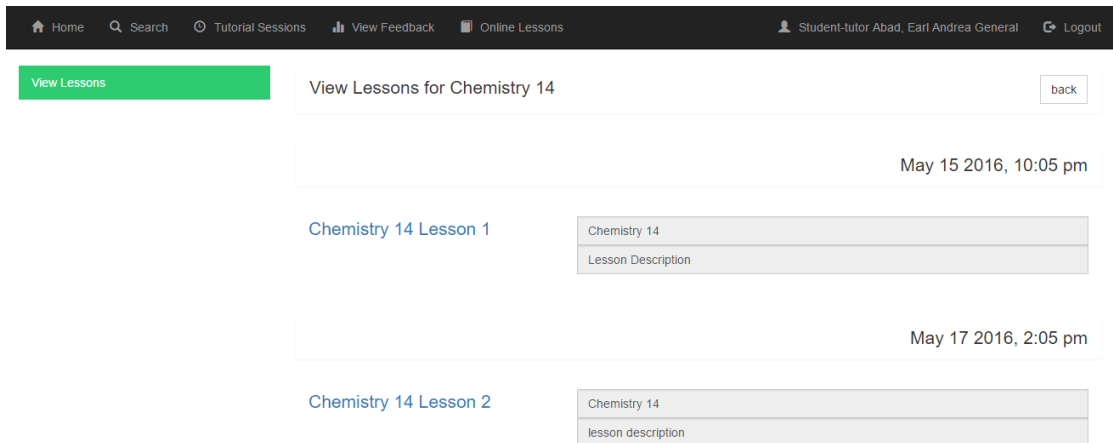 Home Search Tutorial Sessions View Feedback Online Lessons Student-tutor Abad, Earl Andrea General Logout
View Lessons
View Lessons for Chemistry 14 back
May 15 2016, 10:05 pm
Chemistry 14 Lesson 1 Chemistry 14
Lesson Description
May 17 2016, 2:05 pm
Chemistry 14 Lesson 2 Chemistry 14
lesson description